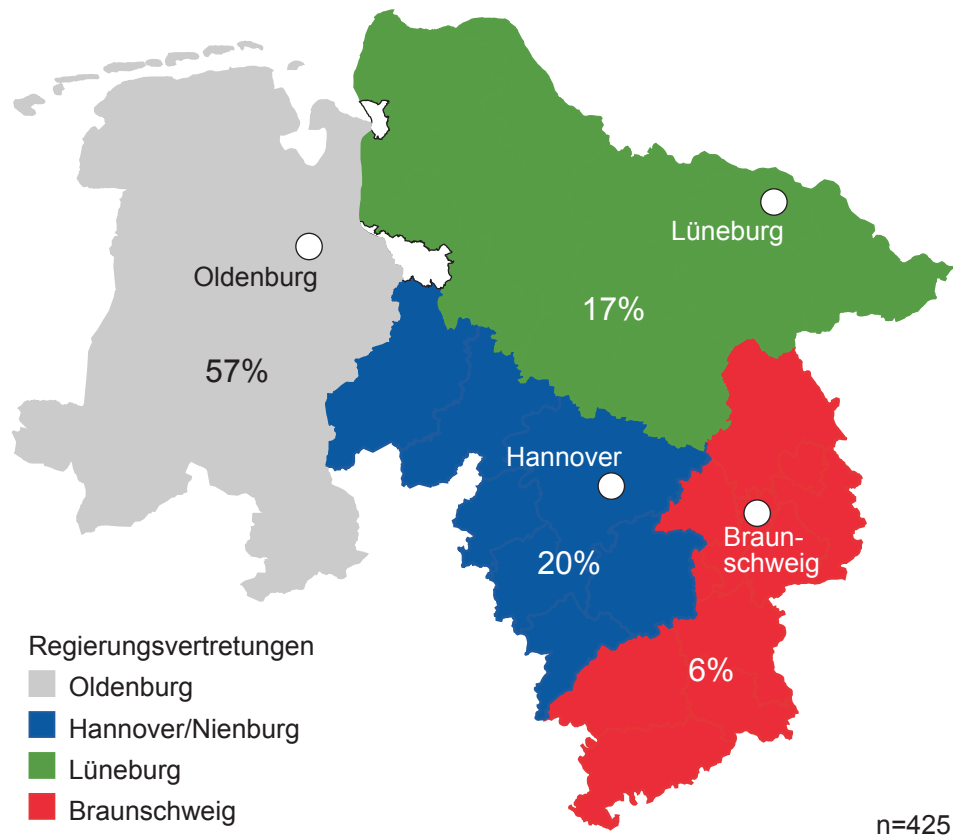 Lüneburg
Oldenburg
17%
57%
Hannover
Braun-
schweig
20%
6%
Regierungsvertretungen
Oldenburg
Hannover/Nienburg
Lüneburg
Braunschweig
n=425